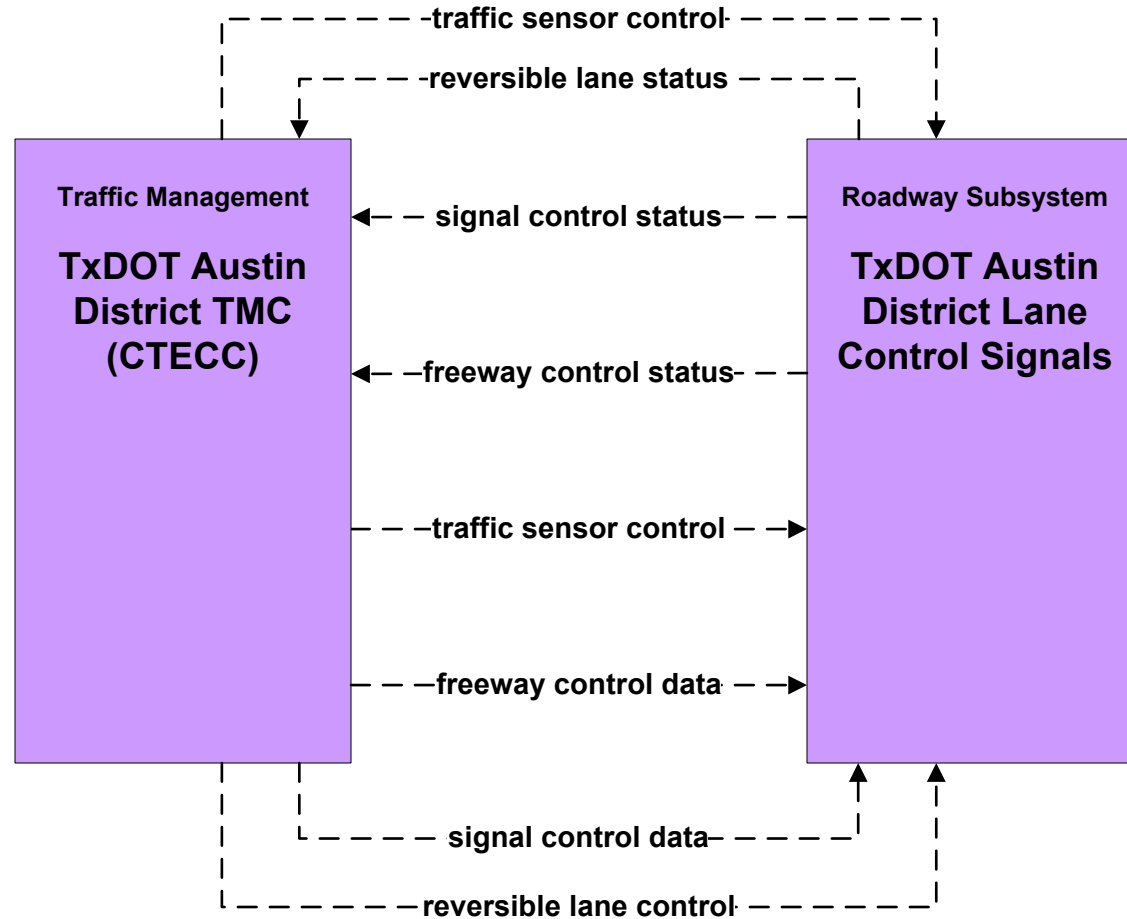 traffic sensor control
reversible lane status
Traffic Management
TxDOT Austin
District TMC
(CTECC)
signal control status
freeway control status
traffic sensor control
freeway control data
signal control data
reversible lane control
Roadway Subsystem
TxDOT Austin
District Lane
Control Signals